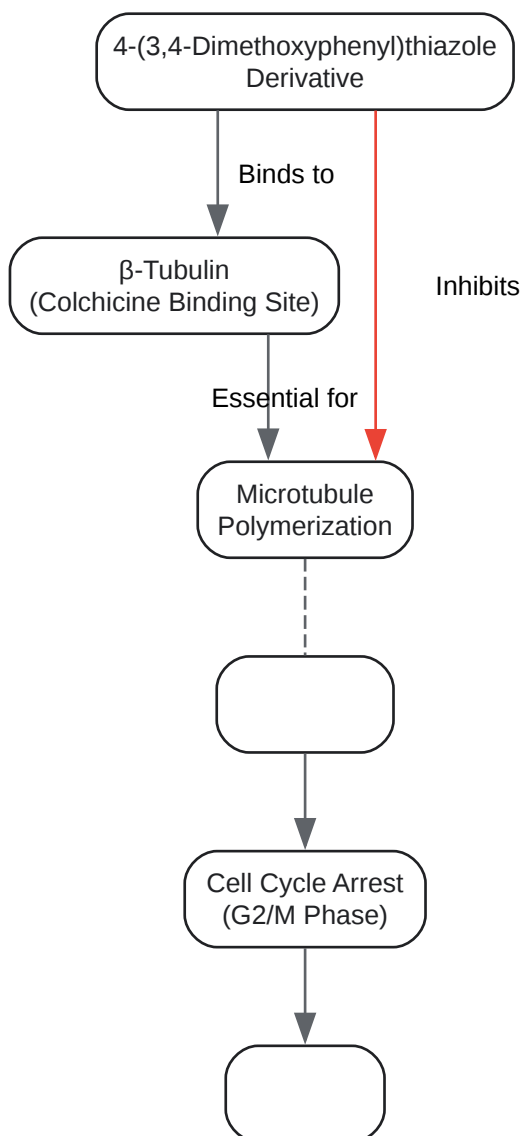 4-(3,4-Dimethoxyphenyl)thiazole
Derivative
Binds to
β-Tubulin
(Colchicine Binding Site)
Inhibits
Essential for
Microtubule
Polymerization
Cell Cycle Arrest
(G2/M Phase)